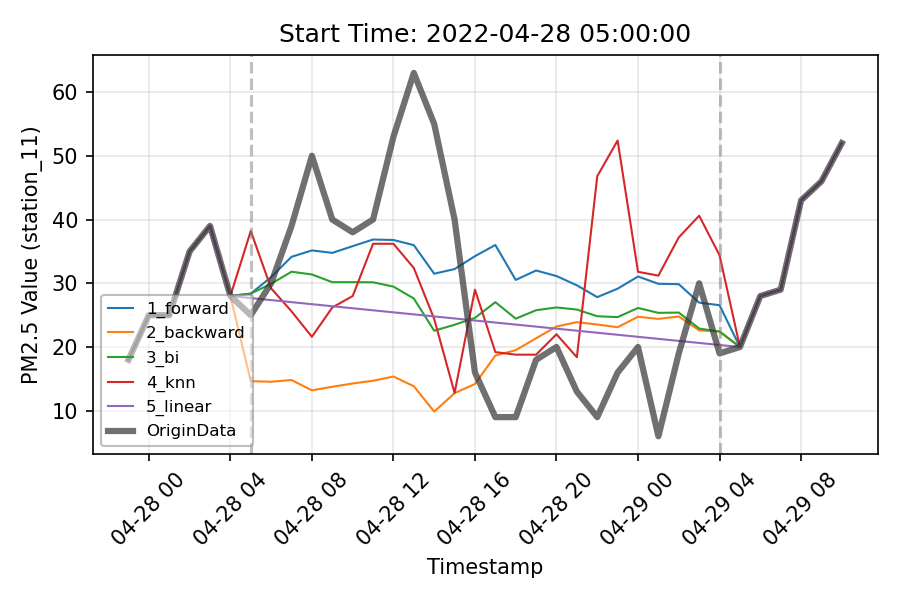 Start Time: 2022-04-28 05:00:00
PM2.5 Value (station_11)
60
50
40
30
20
10
1_forward
2_backward
3_bi
4_knn
5_linear
OriginData
04-28 00
04-28 04
04-28 08
04-28 12
04-28 16
04-28 20
04-29 00
04-29 04
04-29 08
Timestamp